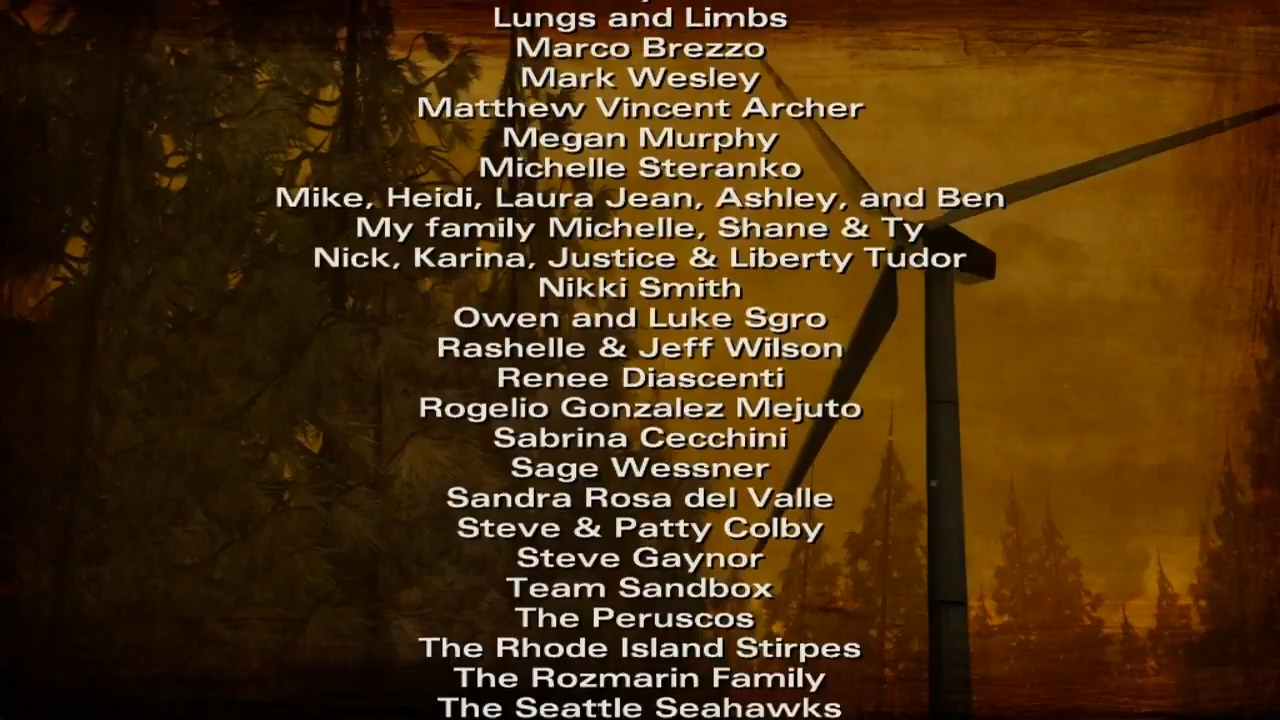 Lungs and Limbs
Marco Brezzo
Mark Wesley
Matthew Vincent Archer
Megan Murphy
Michelle Steranko
Mike, Heidi, Laura Jean, Ashley, and Ben
My family Michelle, Shane & Ty
Nick, Karina, Justice & Liberty Tudor
Nikki Smith
Owen and Luke Sgro
Rashelle & Jeff Wilson
Renee Diascenti
Rogelio Gonzalez Mejuto
Sabrina Cecchini
Sage Wessner
Sandra Rosa del Valle
Steve & Patty Colby
Steve Gaynor
Team Sandbox
The Peruscos
The Rhode Island Stirpes
The Rozmarin Family
The Seattle Seahawks